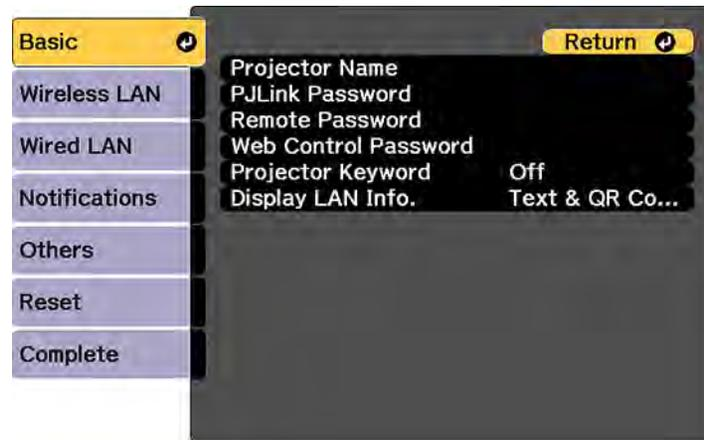 Basic
Wireless LAN
Wired LAN
Notifications
Others
Reset
Complete
Return
Projector Name
PJLink Password
Remote Password
Web Control Password
Projector Keyword Off
Display LAN Info. Text & QR Co...